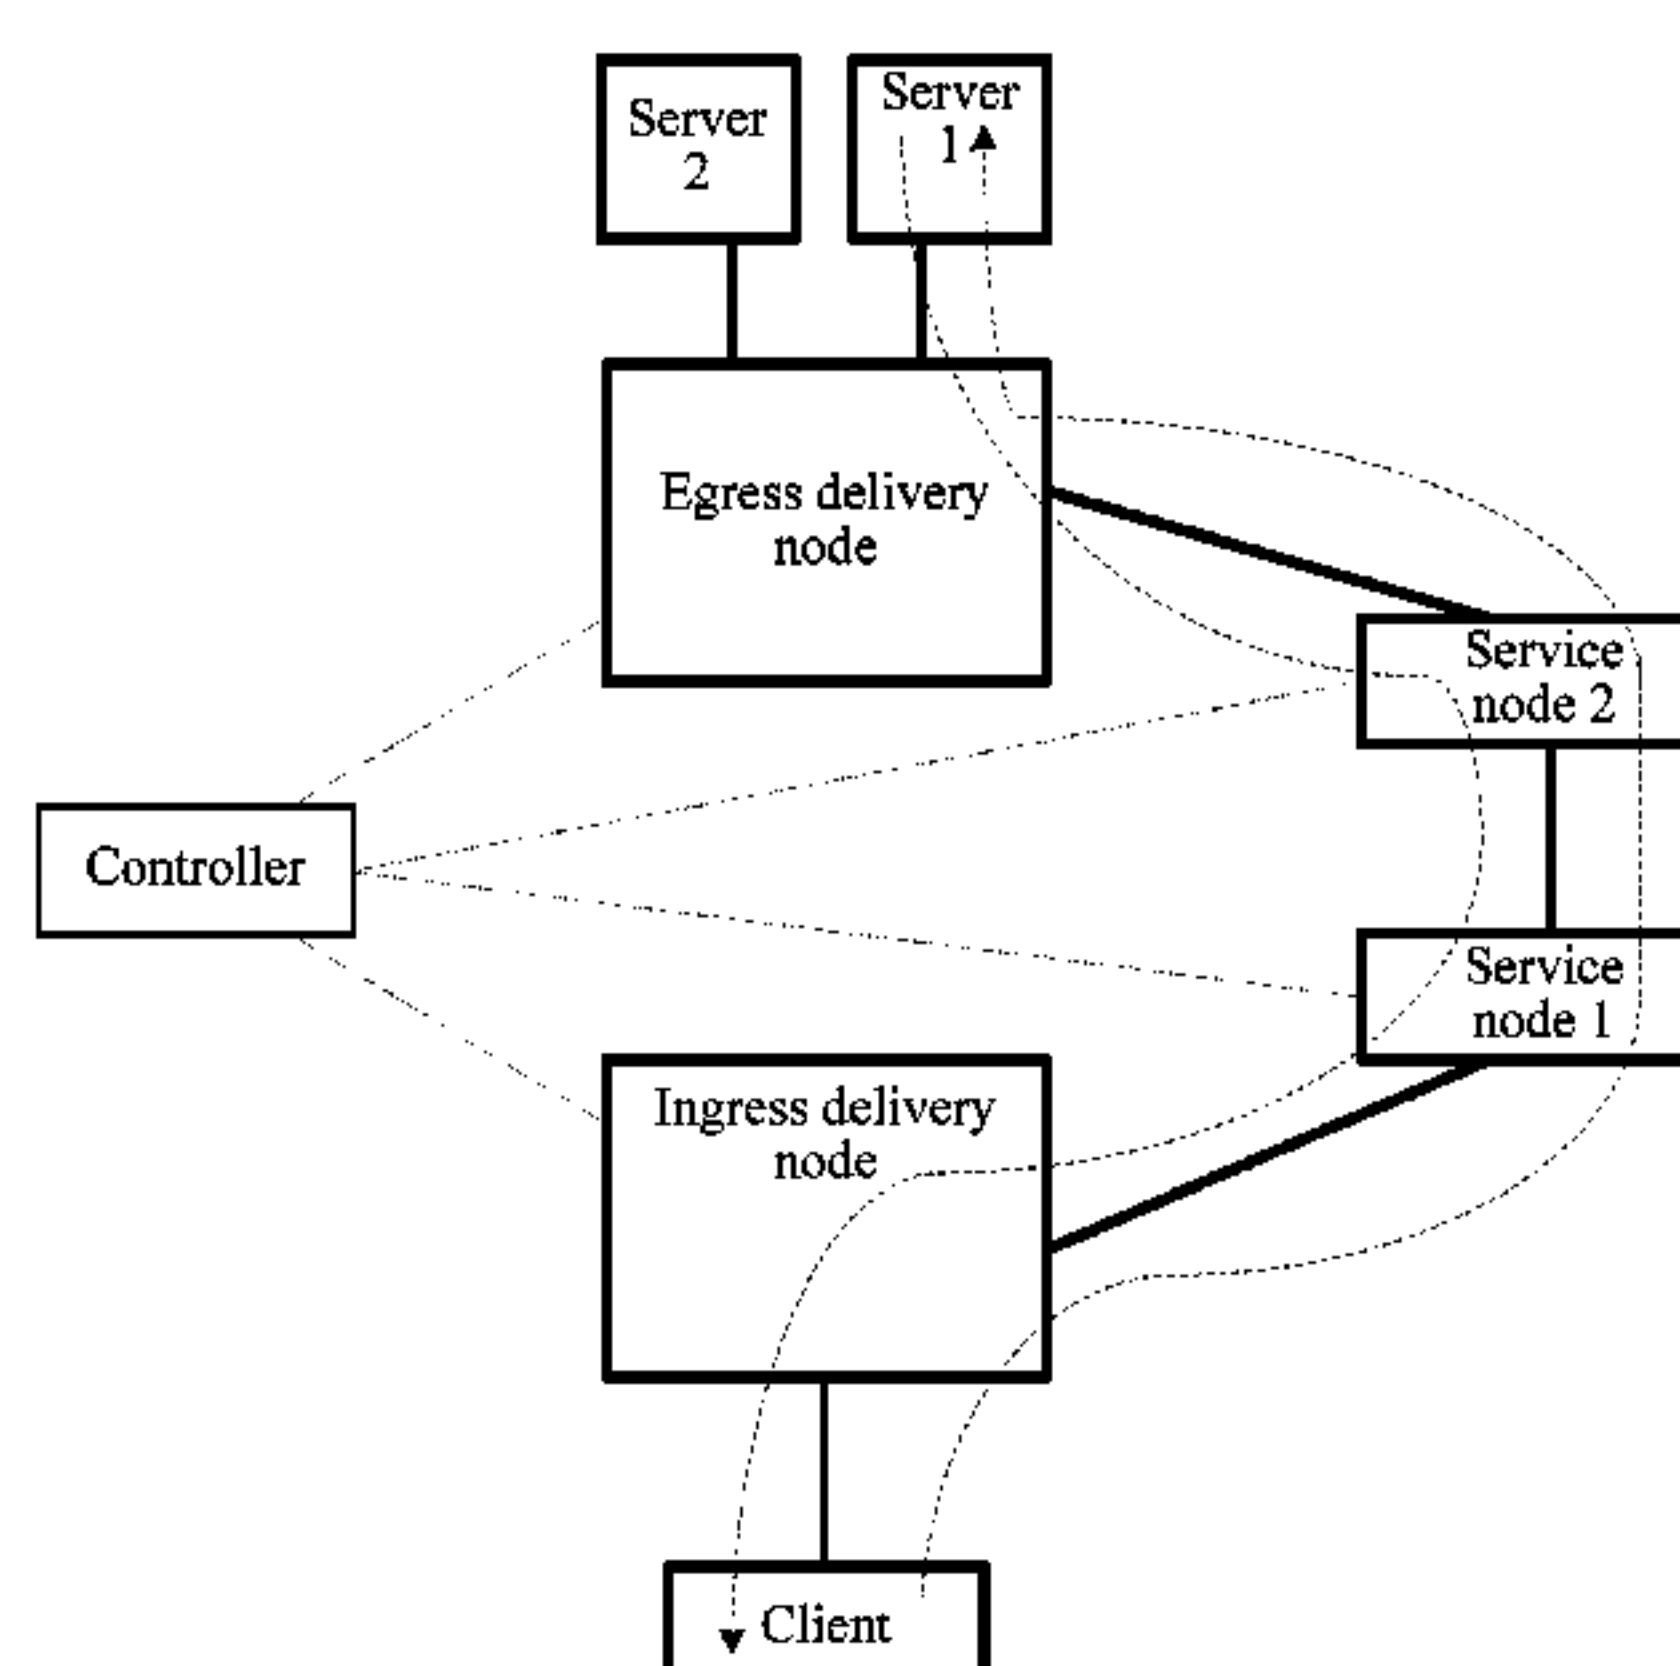 Server
2
Server
1
Egress delivery
node
Service
node 2
Controller
Service
node 1
Ingress delivery
node
Client